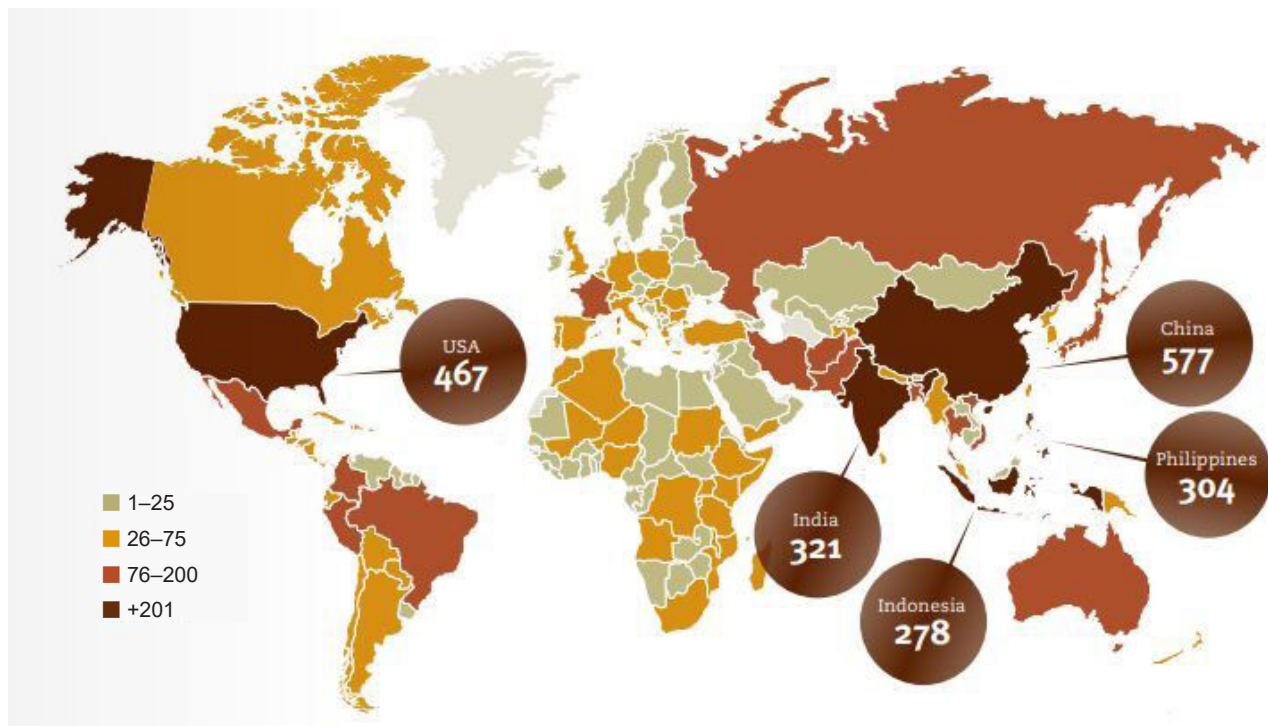 USA
467
China
577
Philippines
304
India
321
Indonesia
278
1–25
26–75
76–200
+201